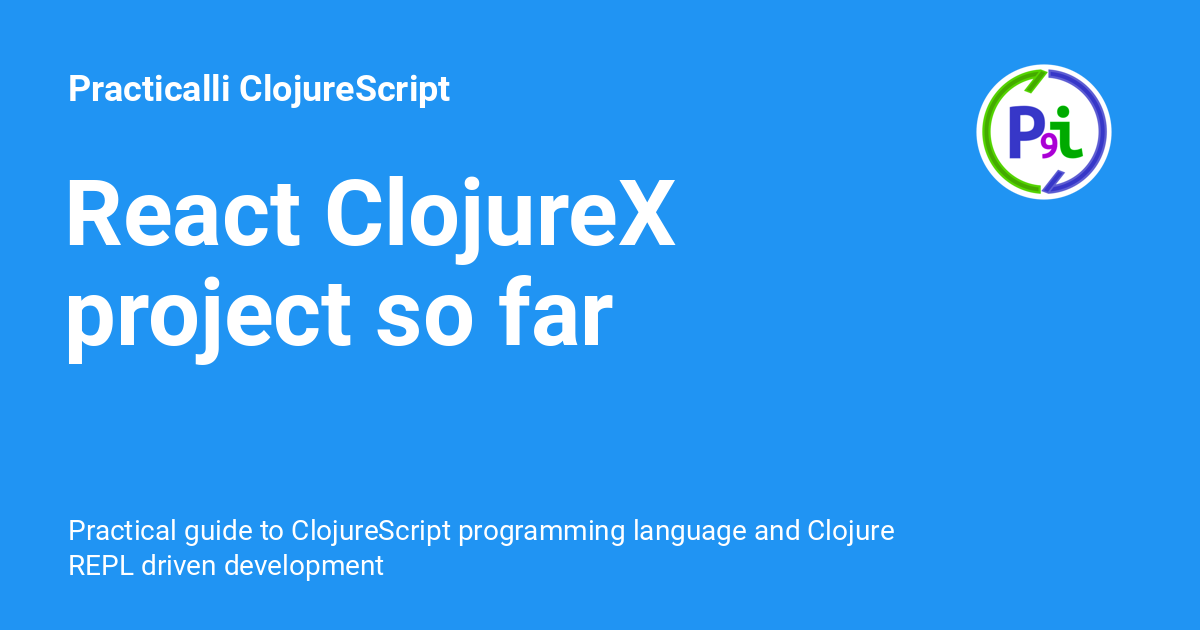 Practicalli ClojureScript
P9i
React ClojureX
project so far
Practical guide to ClojureScript programming language and Clojure
REPL driven development